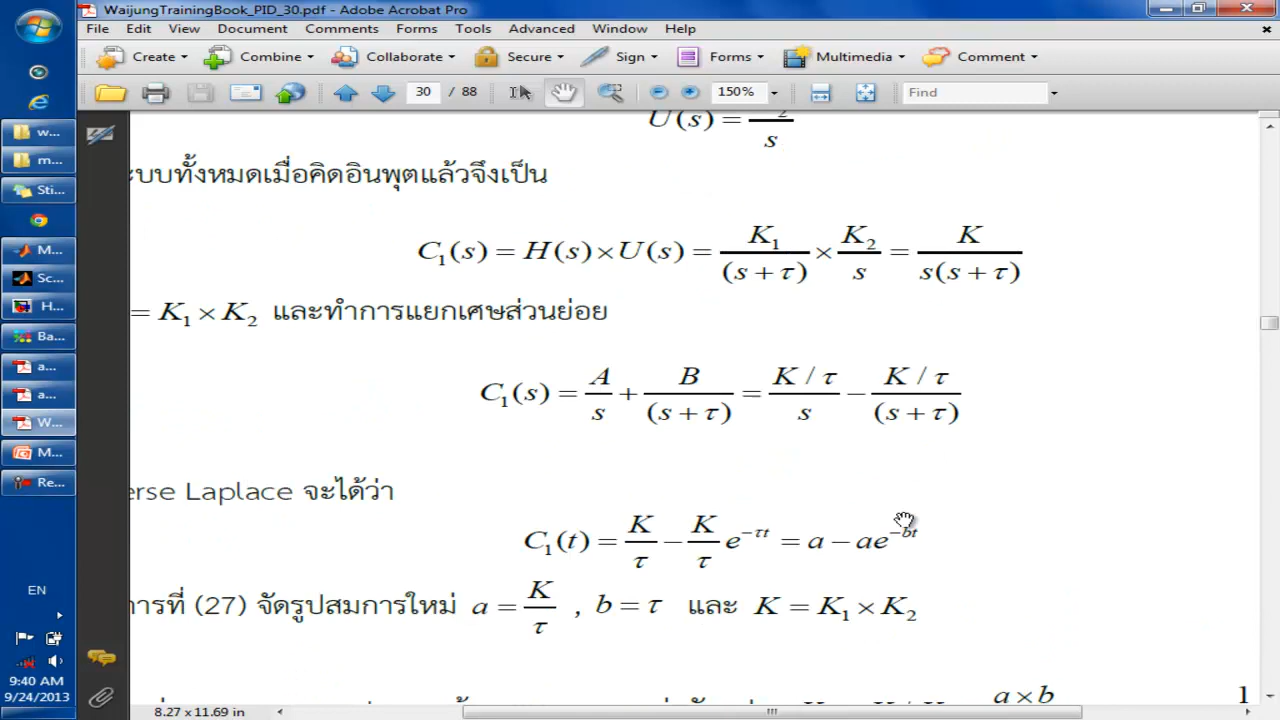 WaijungTrainingBook_PID_30.pdf - Adobe Acrobat Pro
File Edit View Document Comments Forms Tools Advanced Window Help
Create Combine Collaborate Secure Sign Forms Multimedia Comment
30 / 88 150% Find
U(s) = 2/s
ะบบทั้งหมดเมื่อคิดอินพุตแล้วจึงเป็น
C₁(s) = H(s)×U(s) = K₁/(s+τ) × K₂/s = K/s(s+τ)
= K₁×K₂ และทำการแยกเศษส่วนย่อย
C₁(s) = A/s + B/(s+τ) = K/τ/s − K/τ/(s+τ)
erse Laplace จะได้ว่า
C₁(t) = K/τ − K/τ e^−τt = a − ae^−bt
การที่ (27) จัดรูปสมการใหม่ a = K/τ , b = τ และ K = K₁×K₂
a×b 1
w...
m...
Sti...
M...
Sc...
H...
Ba...
a...
a...
W...
M...
Re...
EN
9:40 AM
9/24/2013
8.27 x 11.69 in